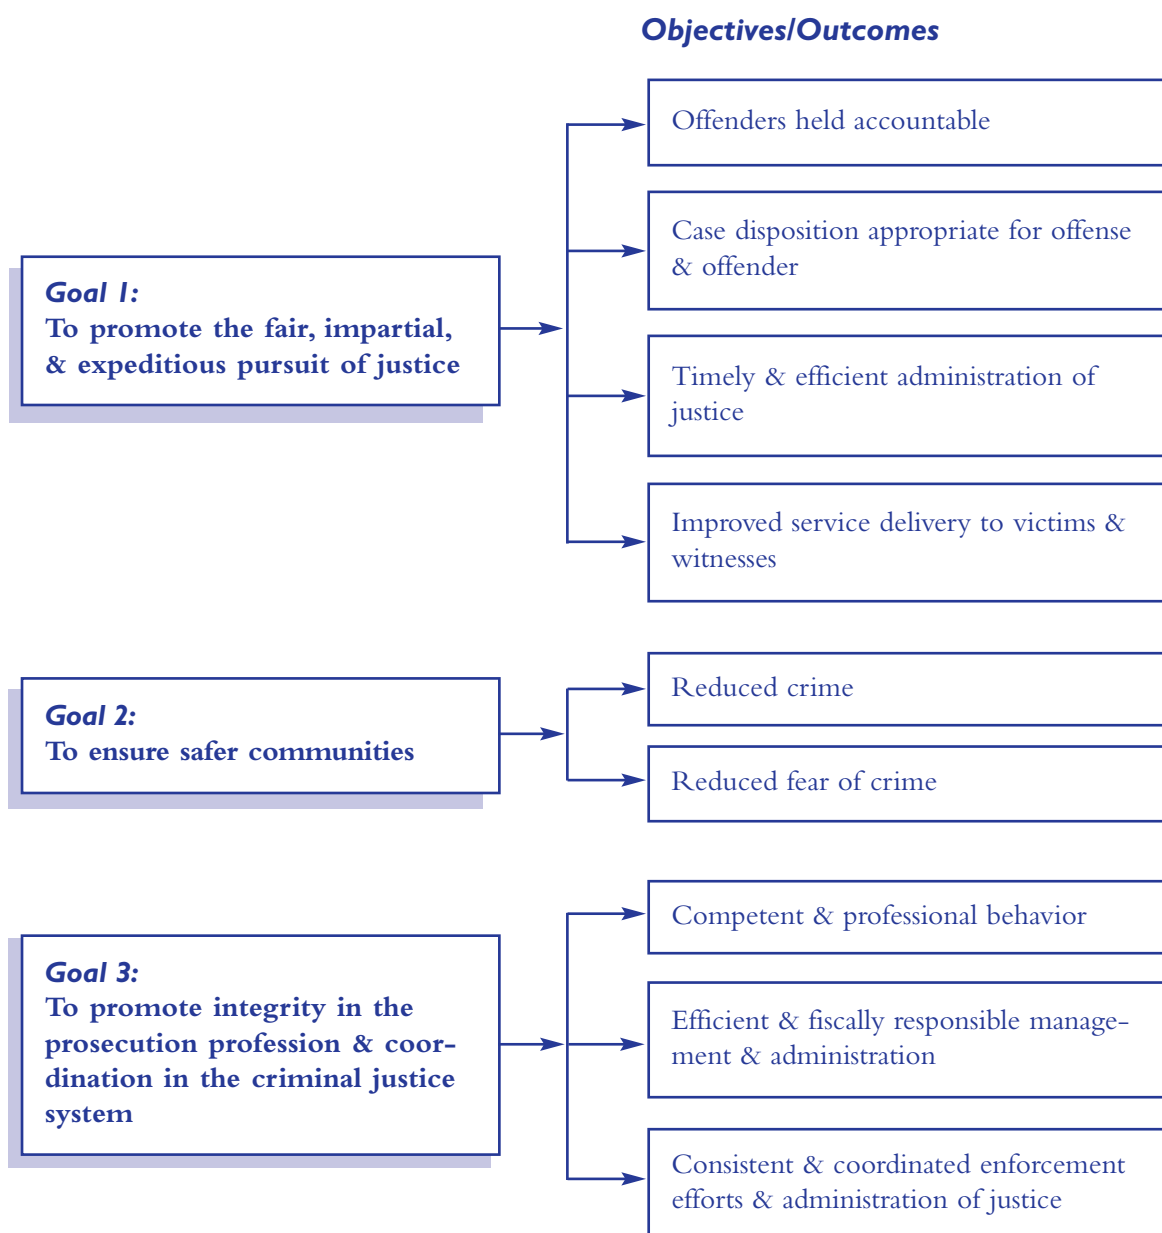 Objectives/Outcomes
Offenders held accountable
Case disposition appropriate for offense
& offender
Goal 1:
To promote the fair, impartial,
& expeditious pursuit of justice
Timely & efficient administration of
justice
Improved service delivery to victims &
witnesses
Goal 2:
To ensure safer communities
Reduced crime
Reduced fear of crime
Goal 3:
To promote integrity in the
prosecution profession & coor-
dination in the criminal justice
system
Competent & professional behavior
Efficient & fiscally responsible manage-
ment & administration
Consistent & coordinated enforcement
efforts & administration of justice